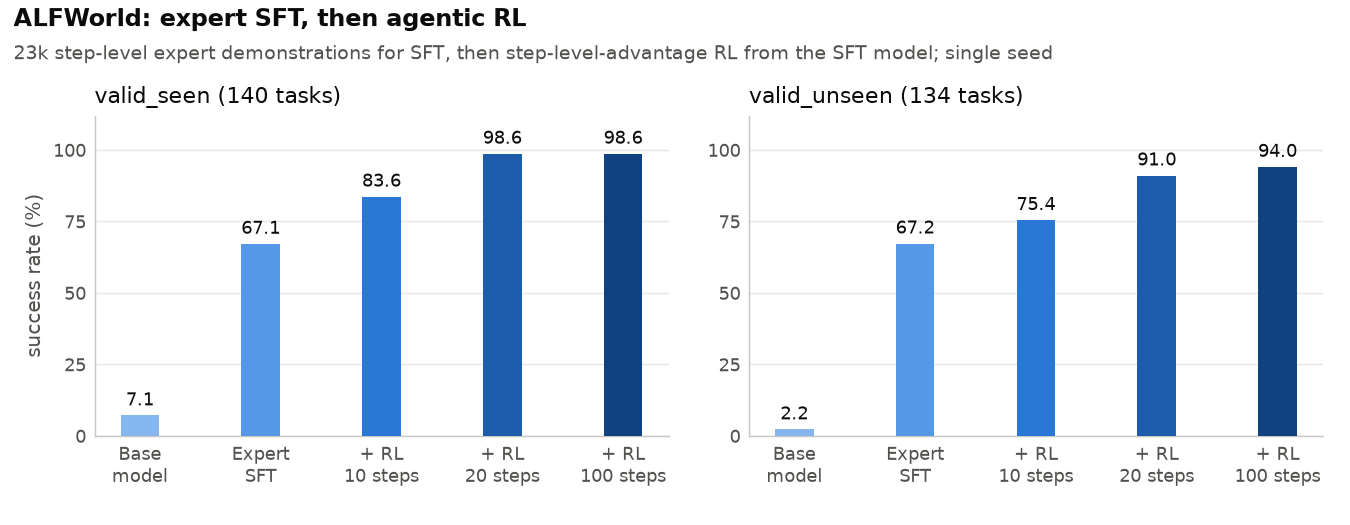 ALFWorld: expert SFT, then agentic RL
23k step-level expert demonstrations for SFT, then step-level-advantage RL from the SFT model; single seed
valid_seen (140 tasks)
success rate (%)
100
75
50
25
0
7.1
67.1
83.6
98.6
98.6
Base
model
Expert
SFT
+ RL
10 steps
+ RL
20 steps
+ RL
100 steps
valid_unseen (134 tasks)
100
75
50
25
0
2.2
67.2
75.4
91.0
94.0
Base
model
Expert
SFT
+ RL
10 steps
+ RL
20 steps
+ RL
100 steps